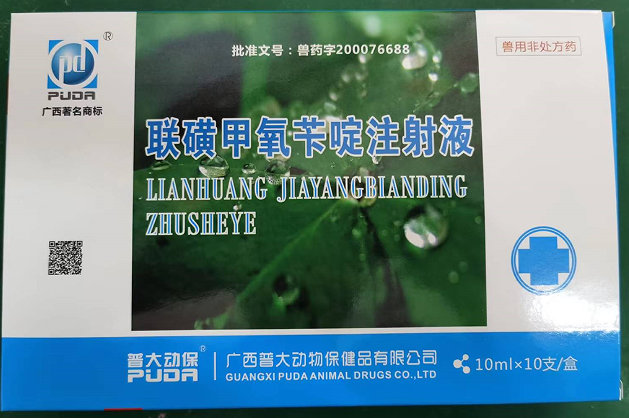 批准文号：兽药字200076688
兽用非处方药
pd
®
PUDA
广西著名商标
联磺甲氧苄啶注射液
LIANHUANG JIAYANGBIANDING
ZHUSHEYE
普大动保®
PUDA
广西普大动物保健品有限公司
GUANGXI PUDA ANIMAL DRUGS CO.,LTD
10ml×10支/盒